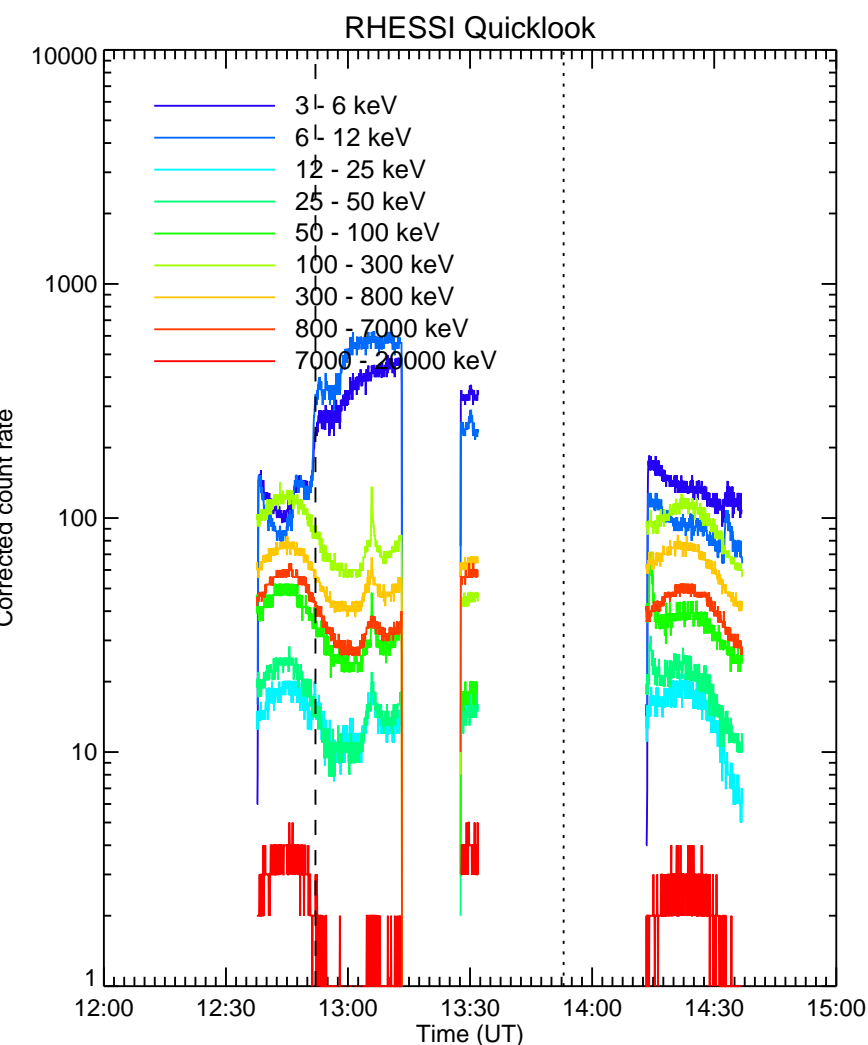 RHESSI Quicklook
10000
1000
100
10
1
Corrected count rate
3 - 6 keV
6 - 12 keV
12 - 25 keV
25 - 50 keV
50 - 100 keV
100 - 300 keV
300 - 800 keV
800 - 7000 keV
7000 - 20000 keV
12:00 12:30 13:00 13:30 14:00 14:30 15:00
Time (UT)